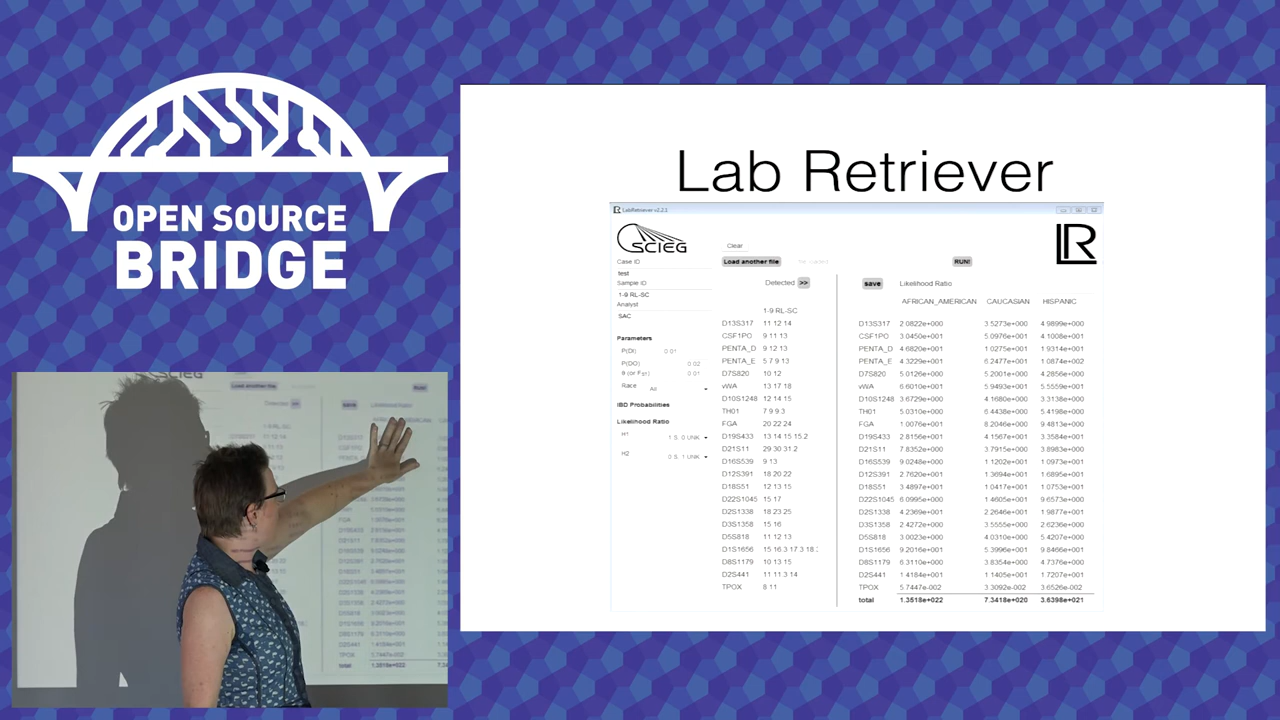 OPEN SOURCE
BRIDGE
Lab Retriever
LabRetriever v2.2.1
SCIEG
Clear
LR
Case ID
Load another file
file loaded
RUN!
test
Sample ID
Detected >>
save
Likelihood Ratio
1-9 RL-SC
Analyst
AFRICAN_AMERICAN CAUCASIAN HISPANIC
SAC
1-9 RL-SC
Parameters
P(DI) 0.01
P(DO) 0.02
θ (or FST) 0.01
Race All
IBD Probabilities
Likelihood Ratio
H1 1 S. 0 UNK
H2 0 S. 1 UNK
D13S317 11 12 14
CSF1PO 9 11 13
PENTA_D 9 12 13
PENTA_E 5 7 9 13
D7S820 10 12
vWA 13 17 18
D10S1248 12 14 15
TH01 7 9 9.3
FGA 20 22 24
D19S433 13 14 15 15.2
D21S11 29 30 31.2
D16S539 9 13
D12S391 18 20 22
D18S51 12 13 15
D22S1045 15 17
D2S1338 18 23 25
D3S1358 15 16
D5S818 11 12 13
D1S1656 15 16.3 17.3 18.:
D8S1179 10 13 15
D2S441 11 11.3 14
TPOX 8 11
D13S317 2.0822e+000 3.5273e+000 4.9899e+000
CSF1PO 3.0450e+001 5.0976e+001 4.1008e+001
PENTA_D 4.6820e+001 1.0275e+001 1.9314e+001
PENTA_E 4.3229e+001 6.2477e+001 1.0874e+002
D7S820 5.0126e+000 5.2001e+000 4.2856e+000
vWA 6.6010e+001 5.9493e+001 5.5559e+001
D10S1248 3.6729e+000 4.1680e+000 3.3138e+000
TH01 5.0310e+000 6.4438e+000 5.4198e+000
FGA 1.0076e+001 8.2046e+000 9.4813e+000
D19S433 2.8156e+001 4.1567e+001 3.3584e+001
D21S11 7.8352e+001 3.7915e+001 3.8983e+001
D16S539 9.0248e+000 1.1202e+001 1.0973e+001
D12S391 2.7620e+001 1.3694e+001 1.6895e+001
D18S51 3.4897e+001 1.0417e+001 1.0753e+001
D22S1045 6.0995e+000 1.4605e+001 9.6573e+000
D2S1338 4.2369e+001 2.2646e+001 1.9877e+001
D3S1358 2.4272e+000 3.5555e+000 2.6236e+000
D5S818 3.0023e+000 4.0310e+000 5.4207e+000
D1S1656 9.2016e+001 5.3996e+001 9.8466e+001
D8S1179 6.3110e+000 3.8354e+000 4.7376e+000
D2S441 1.4184e+001 1.1405e+001 1.7207e+001
TPOX 5.7447e-002 3.3092e-002 3.6526e-002
total 1.3518e+022 7.3418e+020 3.6398e+021